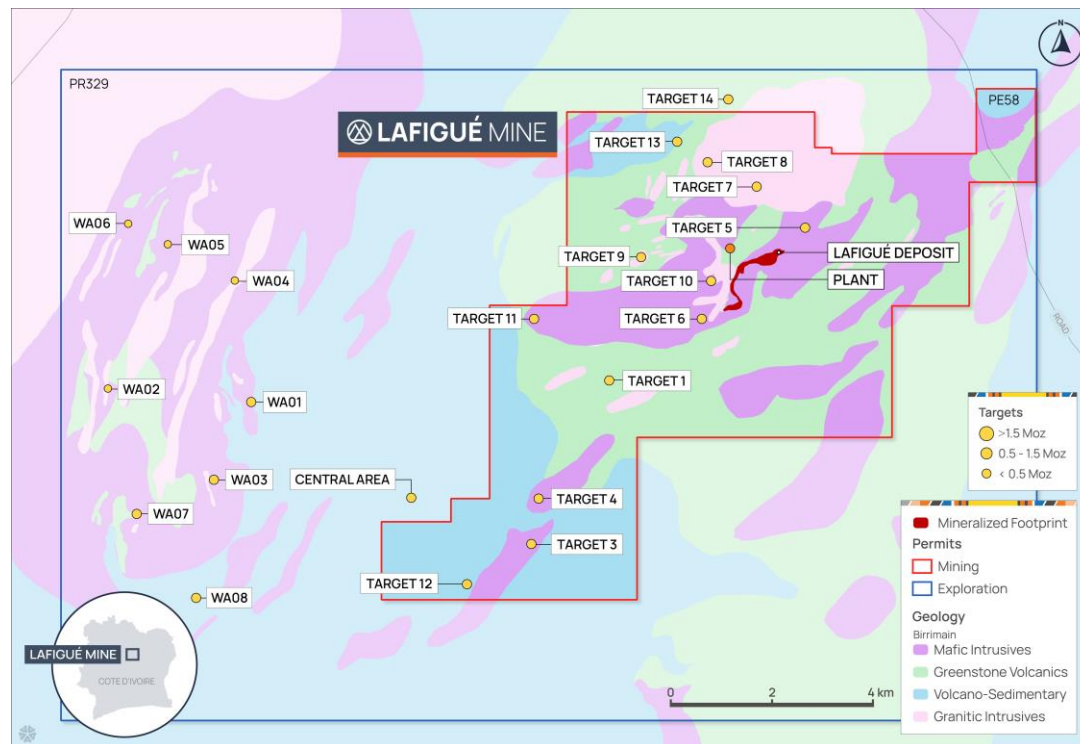 N
PR329
PE58
LAFIGUÉ MINE
TARGET 14
TARGET 13
TARGET 8
TARGET 7
TARGET 5
LAFIGUÉ DEPOSIT
PLANT
TARGET 9
TARGET 10
TARGET 11
TARGET 6
TARGET 1
WA06
WA05
WA04
WA02
WA01
WA03
WA07
CENTRAL AREA
TARGET 4
TARGET 3
TARGET 12
WA08
ROAD
Targets
>1.5 Moz
0.5 - 1.5 Moz
< 0.5 Moz
Mineralized Footprint
Permits
Mining
Exploration
Geology
Birrimain
Mafic Intrusives
Greenstone Volcanics
Volcano-Sedimentary
Granitic Intrusives
LAFIGUÉ MINE
COTE D'IVOIRE
0 2 4 km